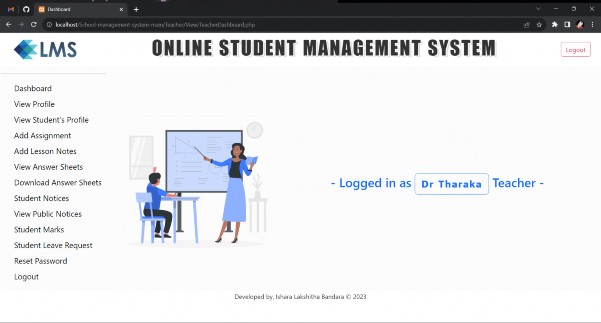 Dashboard
localhost/School-management-system-main/Teacher/View/TeacherDashboard.php
LMS
ONLINE STUDENT MANAGEMENT SYSTEM
Logout
Dashboard
View Profile
View Student's Profile
Add Assignment
Add Lesson Notes
View Answer Sheets
Download Answer Sheets
Student Notices
View Public Notices
Student Marks
Student Leave Request
Reset Password
Logout
- Logged in as Dr Tharaka Teacher -
Developed by, Ishara Lakshitha Bandara © 2023